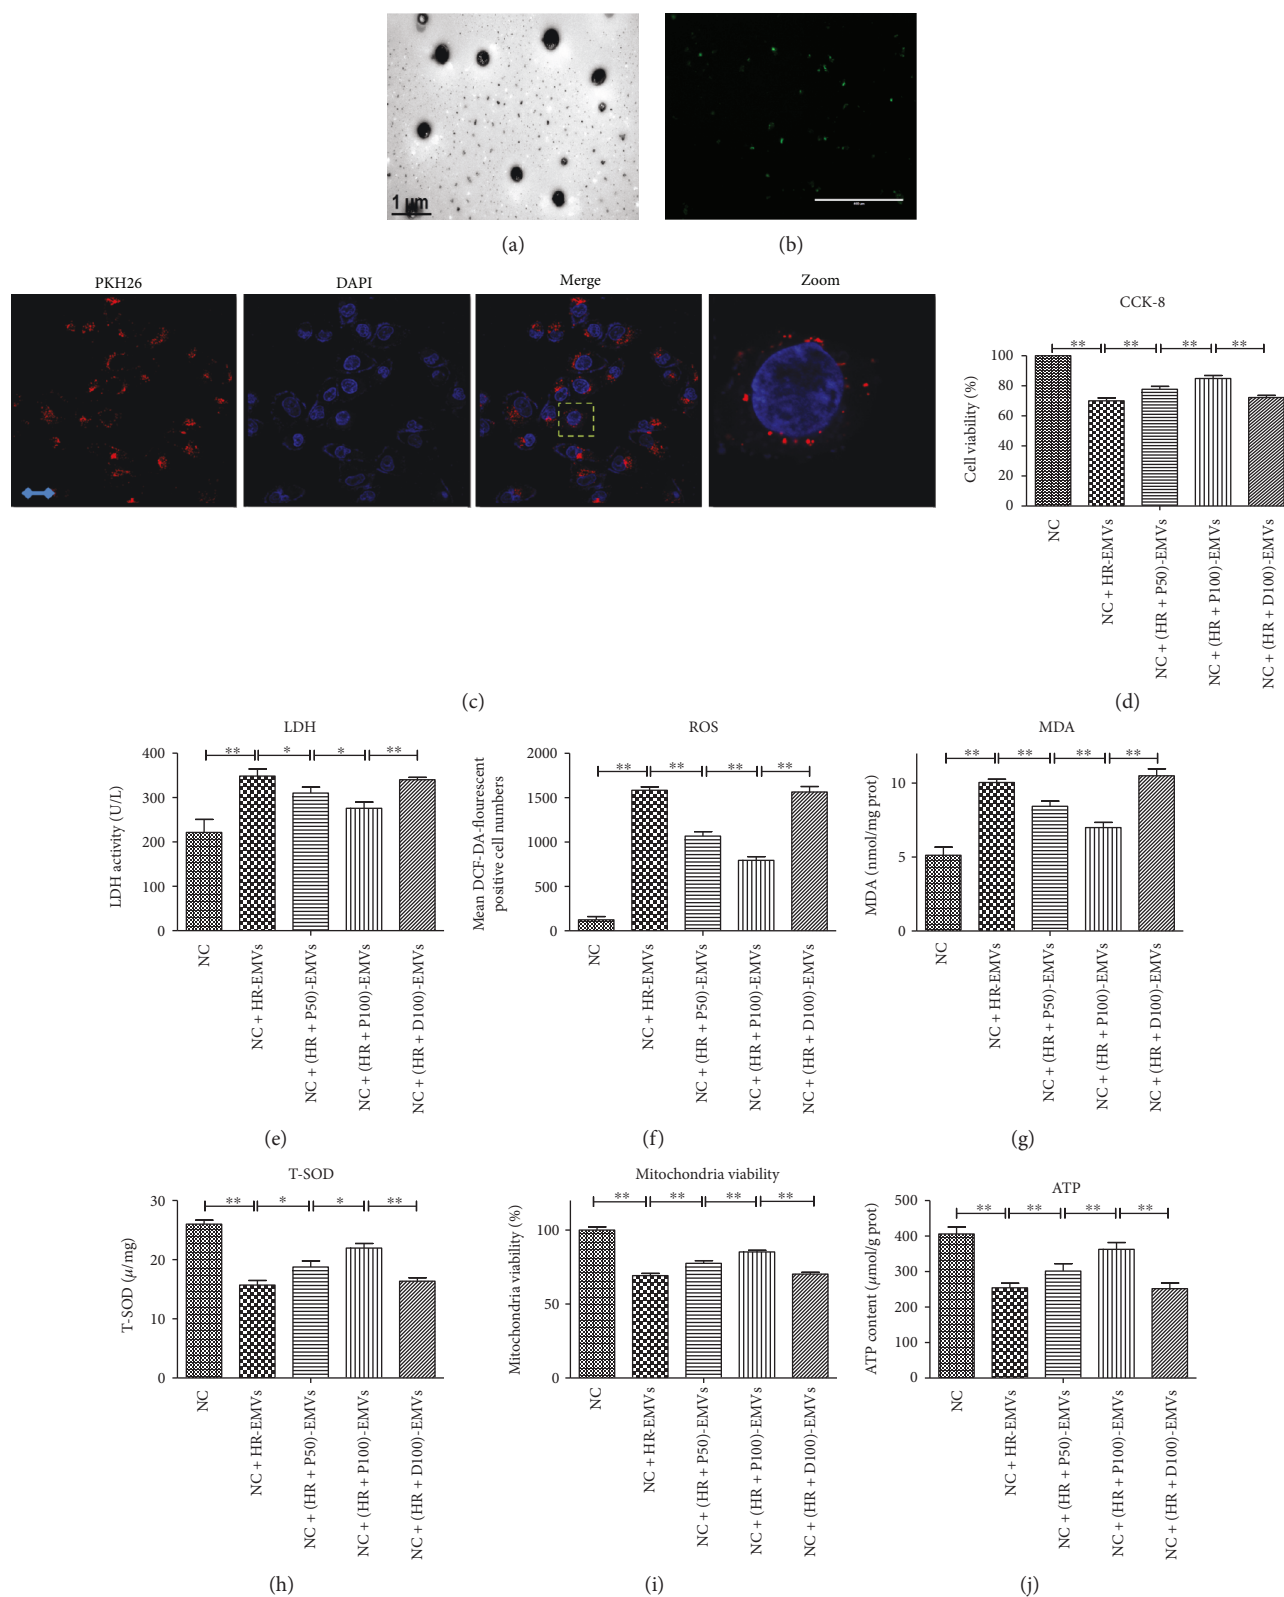 1 μm
(a)
(b)
PKH26
DAPI
Merge
Zoom
(c)
CCK-8
** ** ** **
Cell viability (%)
100
80
60
40
20
0
NC
NC + HR-EMVs
NC + (HR + P50)-EMVs
NC + (HR + P100)-EMVs
NC + (HR + D100)-EMVs
(d)
LDH
** * * **
LDH activity (U/L)
400
300
200
100
0
NC
NC + HR-EMVs
NC + (HR + P50)-EMVs
NC + (HR + P100)-EMVs
NC + (HR + D100)-EMVs
(e)
ROS
** ** ** **
Mean DCF-DA-flourescent
positive cell numbers
2000
1500
1000
500
0
NC
NC + HR-EMVs
NC + (HR + P50)-EMVs
NC + (HR + P100)-EMVs
NC + (HR + D100)-EMVs
(f)
MDA
** ** ** **
MDA (nmol/mg prot)
10
5
0
NC
NC + HR-EMVs
NC + (HR + P50)-EMVs
NC + (HR + P100)-EMVs
NC + (HR + D100)-EMVs
(g)
T-SOD
** * * **
T-SOD (μ/mg)
30
20
10
0
NC
NC + HR-EMVs
NC + (HR + P50)-EMVs
NC + (HR + P100)-EMVs
NC + (HR + D100)-EMVs
(h)
Mitochondria viability
** ** ** **
Mitochondria viability (%)
100
50
0
NC
NC + HR-EMVs
NC + (HR + P50)-EMVs
NC + (HR + P100)-EMVs
NC + (HR + D100)-EMVs
(i)
ATP
** ** ** **
ATP content (μmol/g prot)
500
400
300
200
100
0
NC
NC + HR-EMVs
NC + (HR + P50)-EMVs
NC + (HR + P100)-EMVs
NC + (HR + D100)-EMVs
(j)